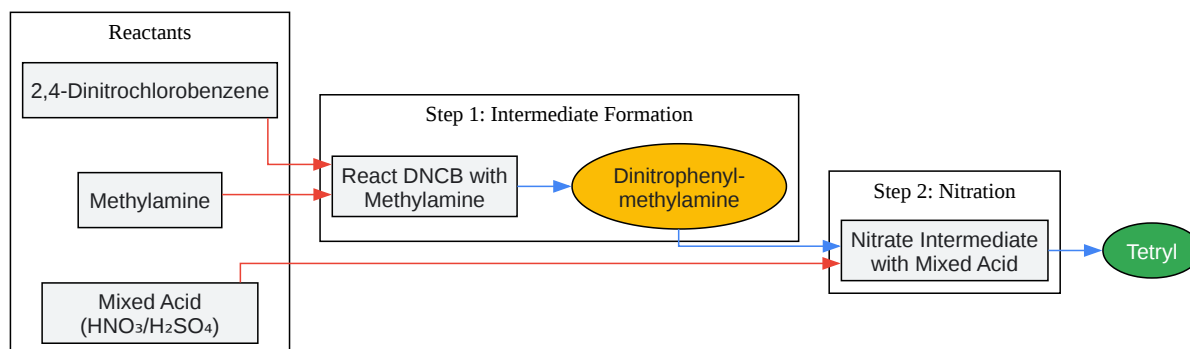 Reactants
2,4-Dinitrochlorobenzene
Methylamine
Mixed Acid
(HNO₃/H₂SO₄)
Step 1: Intermediate Formation
React DNCB with
Methylamine
Dinitrophenyl-
methylamine
Step 2: Nitration
Nitrate Intermediate
with Mixed Acid
Tetryl